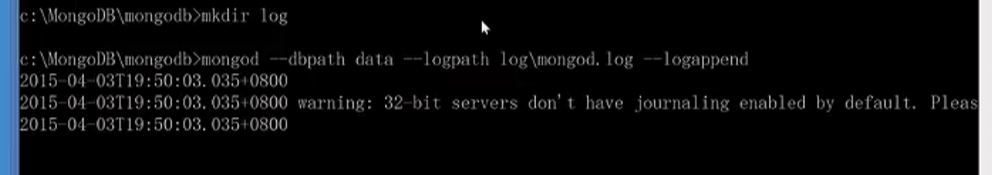 c:\MongoDB\mongodb>mkdir log
c:\MongoDB\mongodb>mongod --dbpath data --logpath log\mongod.log --logappend
2015-04-03T19:50:03.035+0800
2015-04-03T19:50:03.035+0800 warning: 32-bit servers don't have journaling enabled by default. Pleas
2015-04-03T19:50:03.035+0800